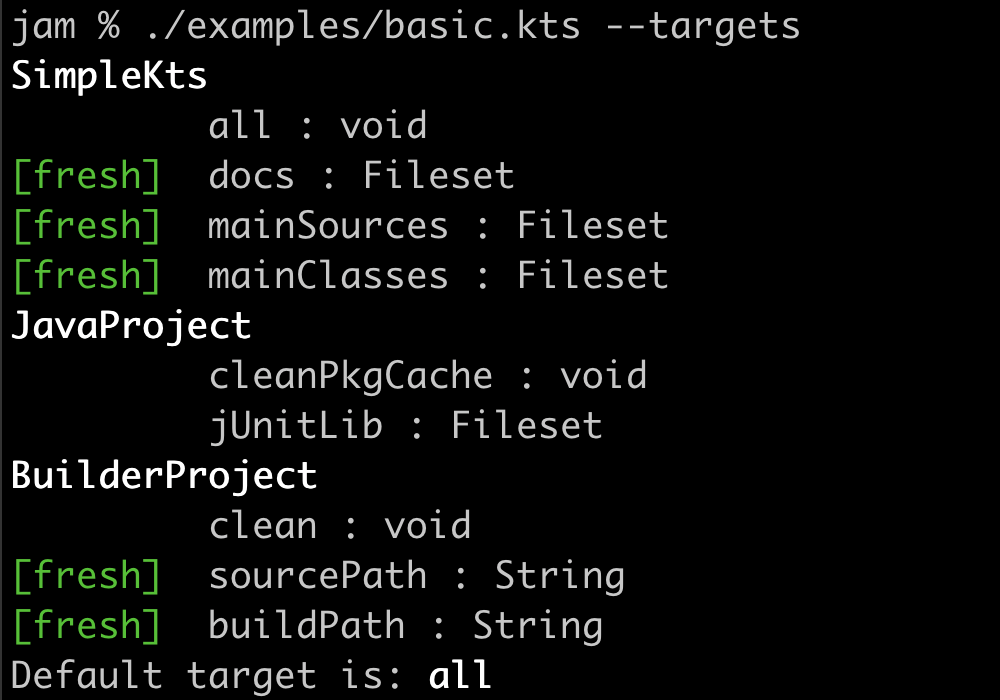 jam % ./examples/basic.kts --targets
SimpleKts
all : void
[fresh] docs : Fileset
[fresh] mainSources : Fileset
[fresh] mainClasses : Fileset
JavaProject
cleanPkgCache : void
jUnitLib : Fileset
BuilderProject
clean : void
[fresh] sourcePath : String
[fresh] buildPath : String
Default target is: all